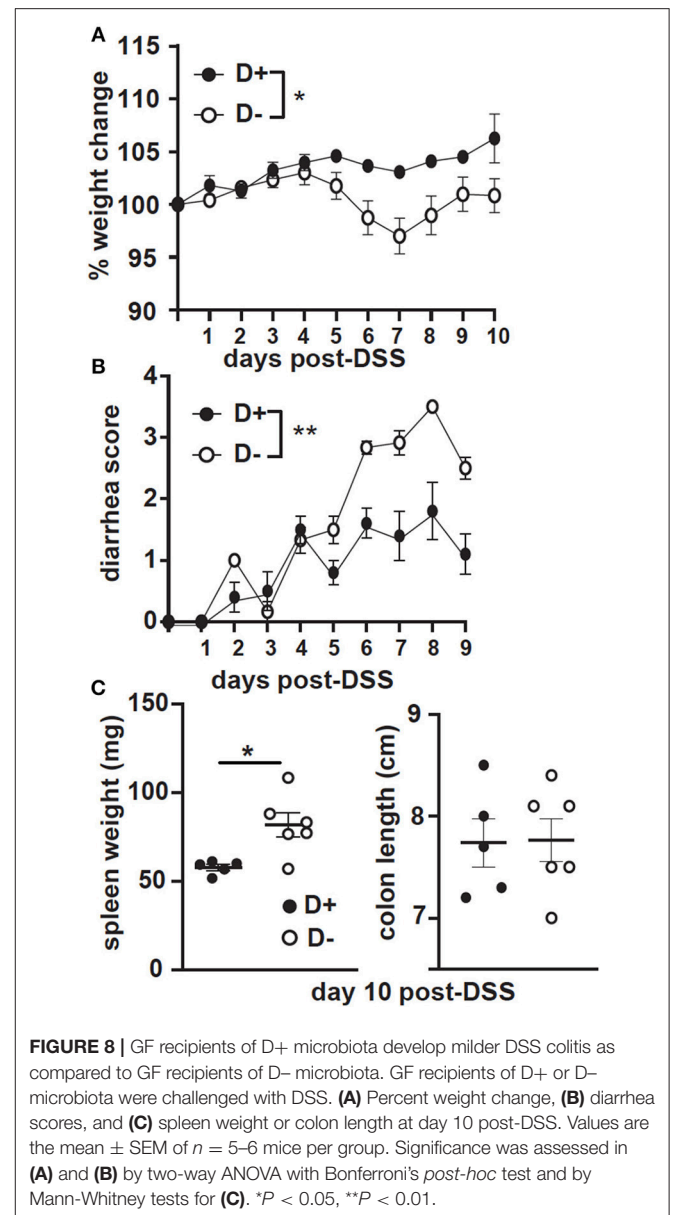 A
115
110
105
100
95
90
% weight change
D+
D-
*
1 2 3 4 5 6 7 8 9 10
days post-DSS
B
4
3
2
1
0
diarrhea score
D+
D-
**
1 2 3 4 5 6 7 8 9
days post-DSS
C
150
100
50
0
spleen weight (mg)
*
D+
D-
9
8
7
colon length (cm)
day 10 post-DSS
FIGURE 8 | GF recipients of D+ microbiota develop milder DSS colitis as
compared to GF recipients of D– microbiota. GF recipients of D+ or D–
microbiota were challenged with DSS. (A) Percent weight change, (B) diarrhea
scores, and (C) spleen weight or colon length at day 10 post-DSS. Values are
the mean ± SEM of n = 5–6 mice per group. Significance was assessed in
(A) and (B) by two-way ANOVA with Bonferroni's post-hoc test and by
Mann-Whitney tests for (C). *P < 0.05, **P < 0.01.